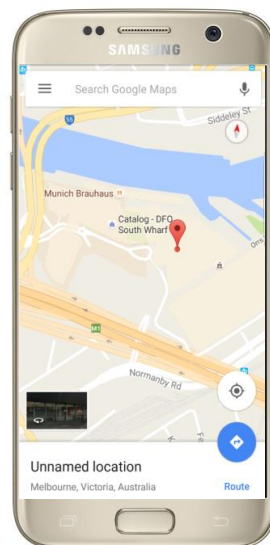 SAMSUNG
Search Google Maps
Siddeley St
Munich Brauhaus
Catalog - DFO
South Wharf
M1
Normanby Rd
Unnamed location
Melbourne, Victoria, Australia
Route